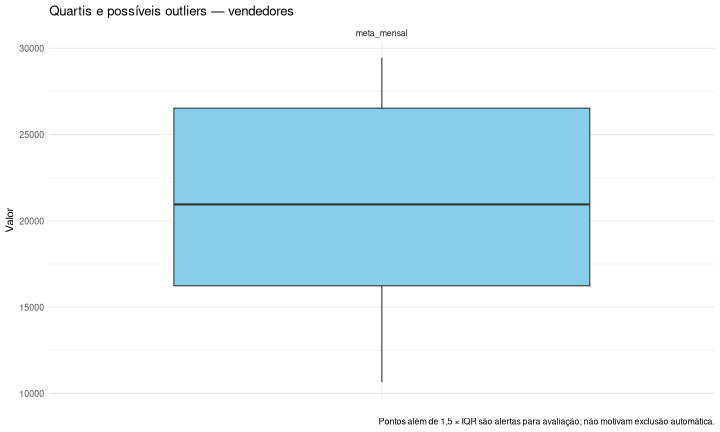 Quartis e possíveis outliers — vendedores
meta_mensal
30000
25000
20000
15000
10000
Valor
Pontos além de 1,5 × IQR são alertas para avaliação; não motivam exclusão automática.